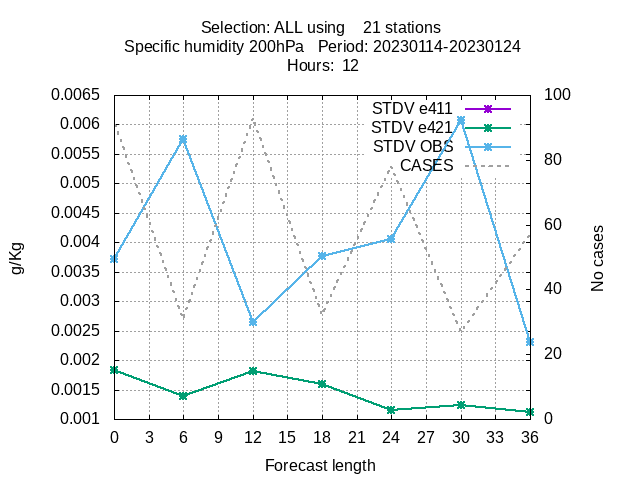 Selection: ALL using    21 stations
Specific humidity 200hPa   Period: 20230114-20230124
Hours:  12
0.0065
0.006
0.0055
0.005
0.0045
0.004
0.0035
0.003
0.0025
0.002
0.0015
0.001
g/Kg
STDV e411
STDV e421
STDV OBS
CASES
100
80
60
40
20
0
No cases
0 3 6 9 12 15 18 21 24 27 30 33 36
Forecast length